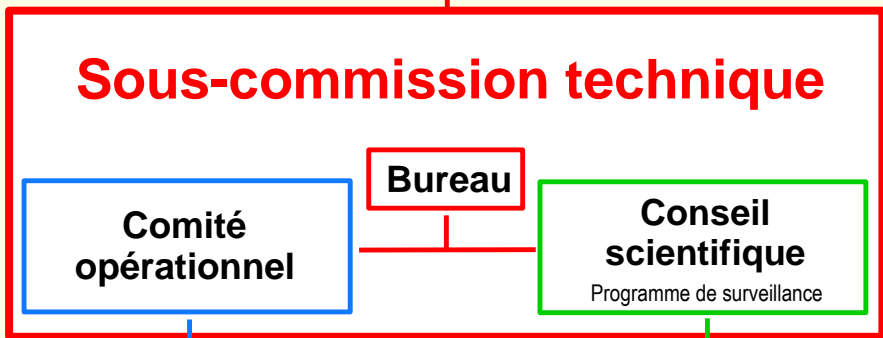 Sous-commission technique
Bureau
Comité
opérationnel
Conseil
scientifique
Programme de surveillance